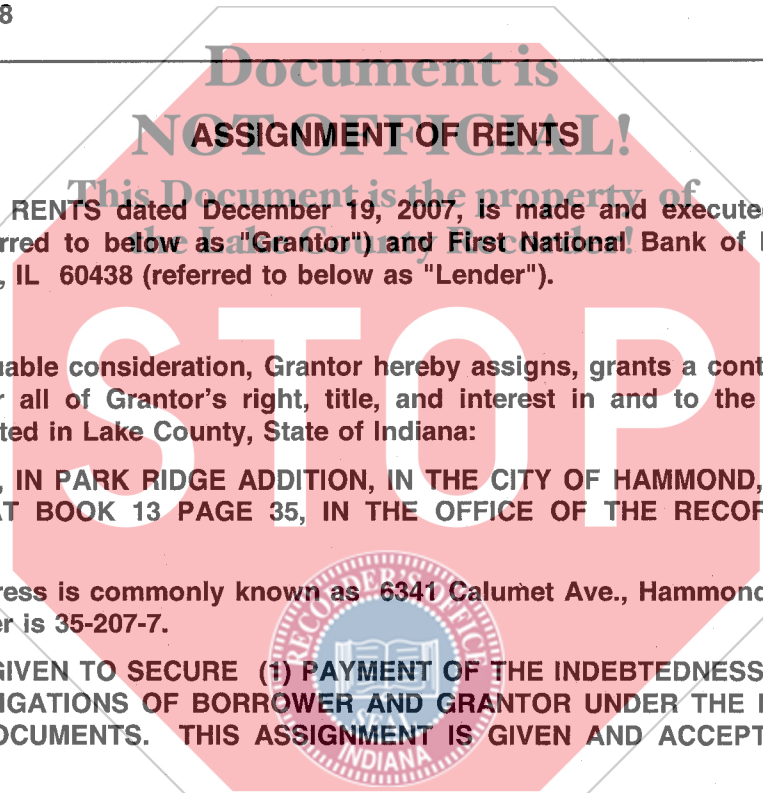 8
Document is
NOT OFFICIAL!
ASSIGNMENT OF RENTS
This Document is the property of
the Lake County Recorder!
RENTS dated December 19, 2007, is made and execute
rred to below as "Grantor") and First National Bank of
, IL 60438 (referred to below as "Lender").
STOP
uable consideration, Grantor hereby assigns, grants a cont
r all of Grantor's right, title, and interest in and to the
ted in Lake County, State of Indiana:
, IN PARK RIDGE ADDITION, IN THE CITY OF HAMMOND,
AT BOOK 13 PAGE 35, IN THE OFFICE OF THE RECOR
ress is commonly known as 6341 Calumet Ave., Hammond
er is 35-207-7.
GIVEN TO SECURE (1) PAYMENT OF THE INDEBTEDNESS
IGATIONS OF BORROWER AND GRANTOR UNDER THE
OCUMENTS. THIS ASSIGNMENT IS GIVEN AND ACCEPT
RECORDER'S OFFICE
SEAL
INDIANA